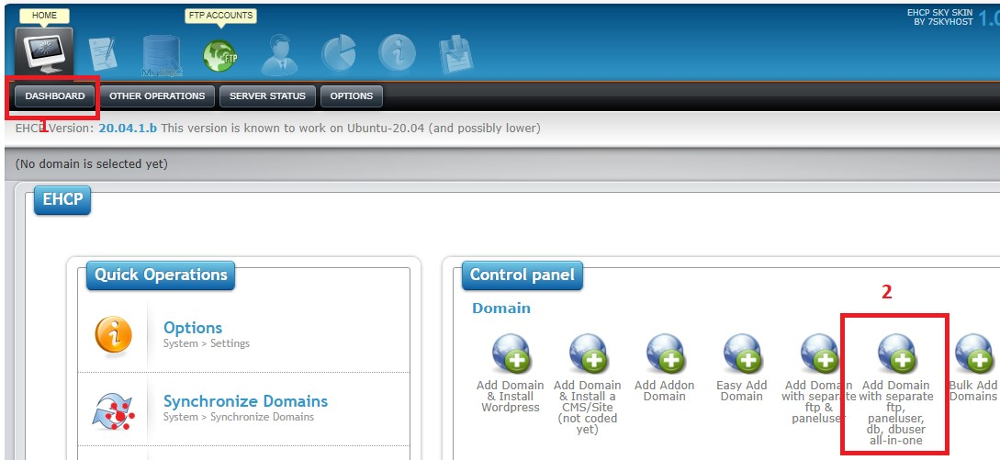 HOME
FTP ACCOUNTS
EHCP SKY SKIN
BY 7SKYHOST
1.0
FTP
MySQL
DASHBOARD
OTHER OPERATIONS
SERVER STATUS
OPTIONS
1
EHCP Version: 20.04.1.b This version is known to work on Ubuntu-20.04 (and possibly lower)
(No domain is selected yet)
EHCP
Quick Operations
Options
System > Settings
Synchronize Domains
System > Synchronize Domains
Control panel
Domain
2
Add Domain
& Install
Wordpress
Add Domain
& Install a
CMS/Site
(not coded
yet)
Add Addon
Domain
Easy Add
Domain
Add Domain
with separate
ftp &
paneluser
Add Domain
with separate
ftp,
paneluser,
db, dbuser
all-in-one
Bulk Add
Domains